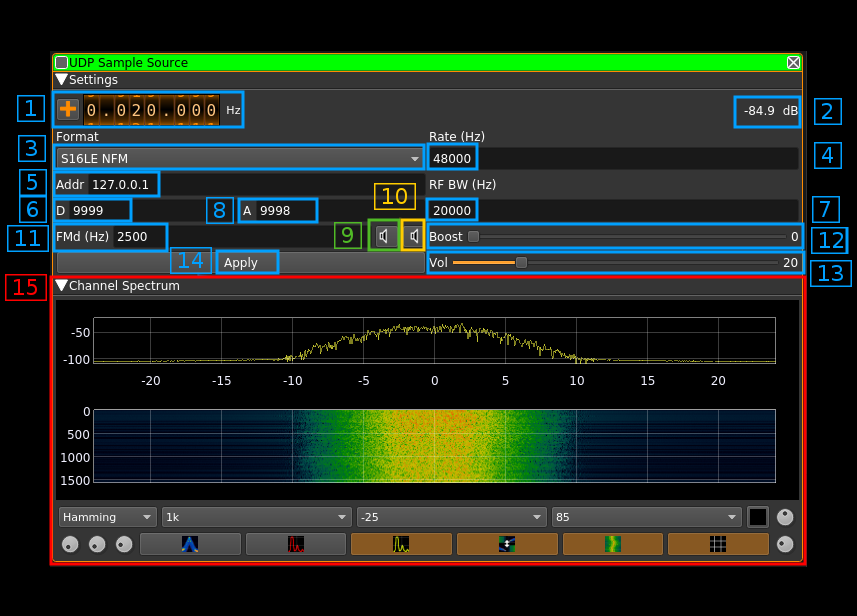 UDP Sample Source
Settings
1 0.020.000 Hz -84.9 dB 2
Format Rate (Hz)
3 S16LE NFM 48000 4
5 Addr 127.0.0.1 10 RF BW (Hz)
6 D 9999 8 A 9998 20000 7
11 FMd (Hz) 2500 9 Boost 0 12
14 Apply Vol 20 13
15 Channel Spectrum
-50
-100
-20 -15 -10 -5 0 5 10 15 20
0
500
1000
1500
Hamming 1k -25 85